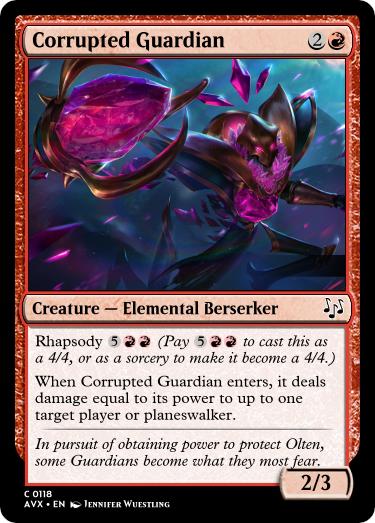 Corrupted Guardian 2
Creature — Elemental Berserker
Rhapsody 5 (Pay 5 to cast this as
a 4/4, or as a sorcery to make it become a 4/4.)
When Corrupted Guardian enters, it deals
damage equal to its power to up to one
target player or planeswalker.
In pursuit of obtaining power to protect Olten,
some Guardians become what they most fear.
2/3
C 0118
AVX • EN Jennifer Wuestling